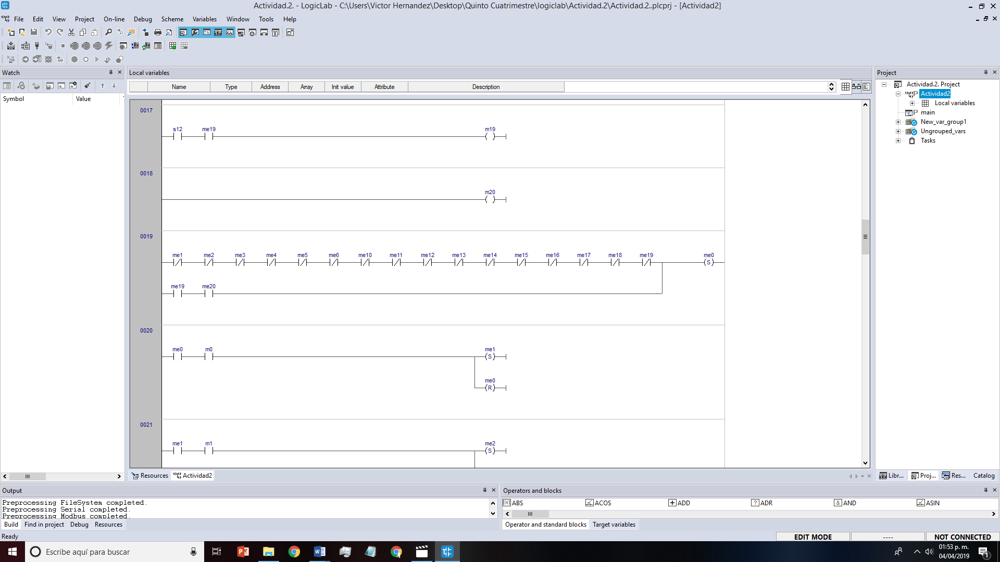 Actividad.2. - LogicLab - C:\Users\Victor Hernandez\Desktop\Quinto Cuatrimestre\logiclab\Actividad.2\Actividad.2..plcprj - [Actividad2]
File Edit View Project On-line Debug Scheme Variables Window Tools Help
Watch
Symbol Value
Local variables
Name Type Address Array Init value Attribute Description
0017
s12 me19 m19
0018
m20
0019
me1 me2 me3 me4 me5 me6 me10 me11 me12 me13 me14 me15 me16 me17 me18 me19 me0
S
me19 me20
0020
me0 m0 me1
S
me0
R
0021
me1 m1 me2
S
Resources Actividad2
Project
Actividad.2. Project
Actividad2
Local variables
main
New_var_group1
Ungrouped_vars
Tasks
Libr... Proj... Res... Catalog
Output
Preprocessing FileSystem completed.
Preprocessing Serial completed.
Preprocessing Modbus completed.
Build Find in project Debug Resources
Operators and blocks
ABS ACOS ADD ADR AND ASIN
Operator and standard blocks Target variables
Ready
EDIT MODE ---- NOT CONNECTED
Escribe aquí para buscar
01:53 p. m.
04/04/2019
1